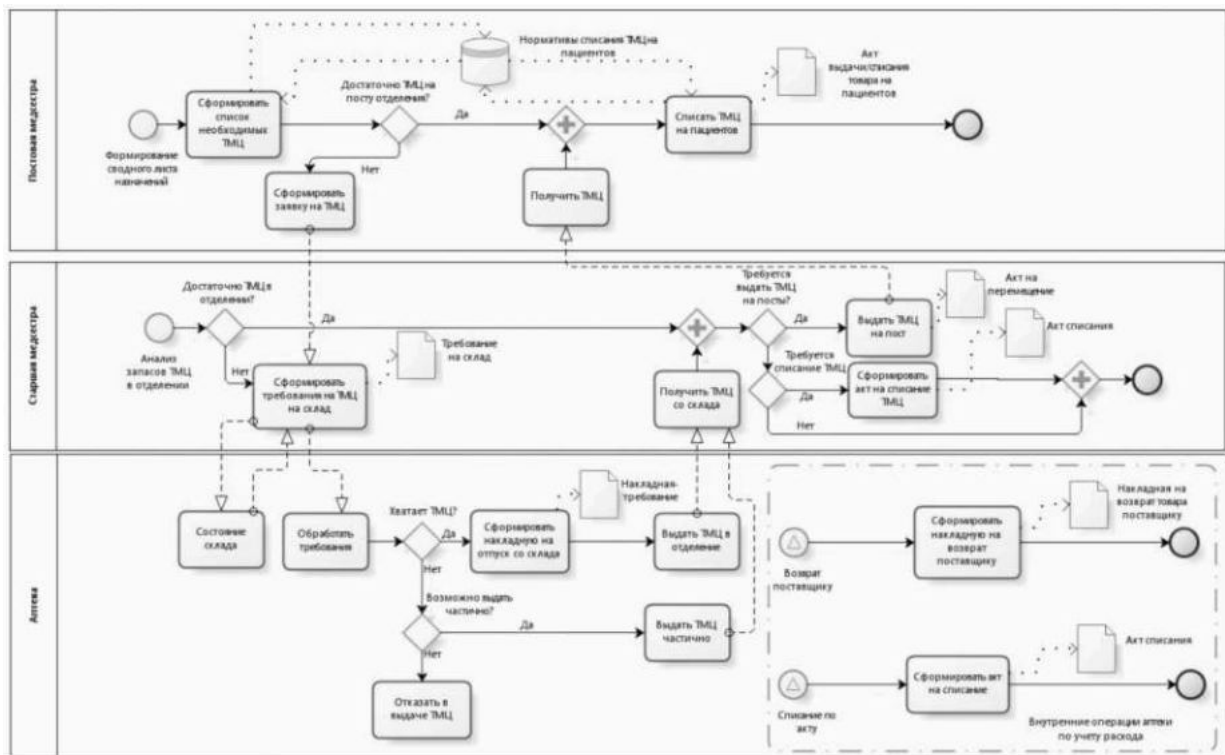 Постовая медсестра
Формирование
сводного листа
назначений
Сформировать
список
необходимых
ТМЦ
Достаточно ТМЦ на
посту отделения?
Да
Нет
Сформировать
заявку на ТМЦ
Нормативы списания ТМЦ на
пациентов
Получить ТМЦ
Списать ТМЦ
на пациентов
Акт
выдачи/списания
товара на
пациентов
Старшая медсестра
Анализ
запасов ТМЦ
в отделении
Достаточно ТМЦ в
отделении?
Да
Нет
Сформировать
требования на ТМЦ
на склад
Требование
на склад
Получить ТМЦ
со склада
Требуется
выдать ТМЦ
на посты?
Да
Выдать ТМЦ
на пост
Акт на
перемещение
Требуется
списание ТМЦ
Да
Нет
Сформировать
акт на списание
ТМЦ
Акт списания
Аптека
Состояние
склада
Обработать
требования
Хватает ТМЦ?
Да
Нет
Сформировать
накладную на
отпуск со склада
Накладная-
требование
Выдать ТМЦ в
отделение
Возможно выдать
частично?
Да
Нет
Выдать ТМЦ
частично
Отказать в
выдаче ТМЦ
Возврат
поставщику
Сформировать
накладную на
возврат
поставщику
Накладная на
возврат товара
поставщику
Списание по
акту
Сформировать акт
на списание
Акт списания
Внутренние операции аптеки
по учету расхода